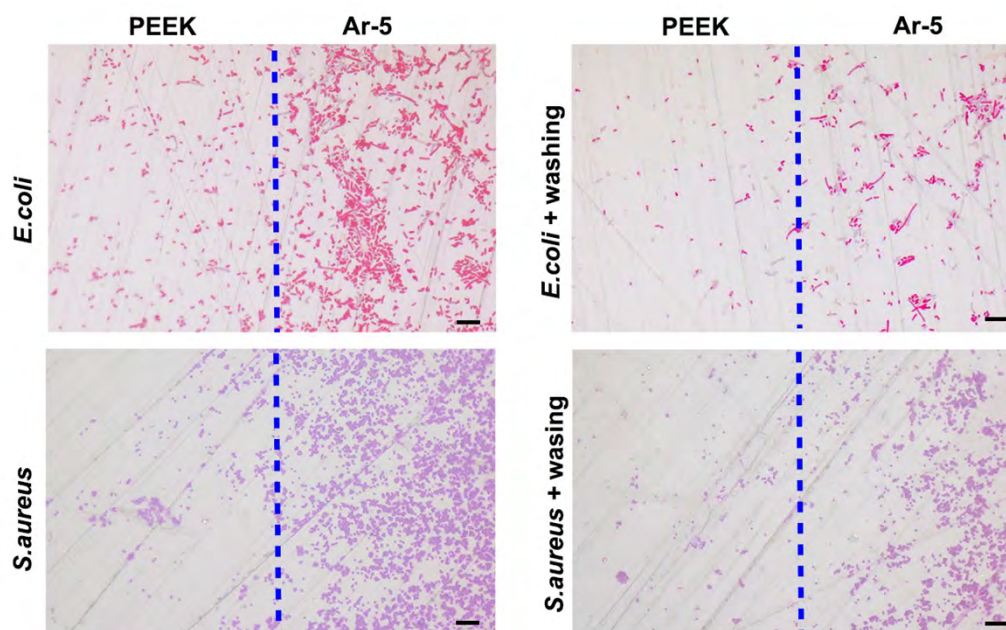 PEEK Ar-5
PEEK Ar-5
E.coli
E.coli + washing
S.aureus
S.aureus + wasing